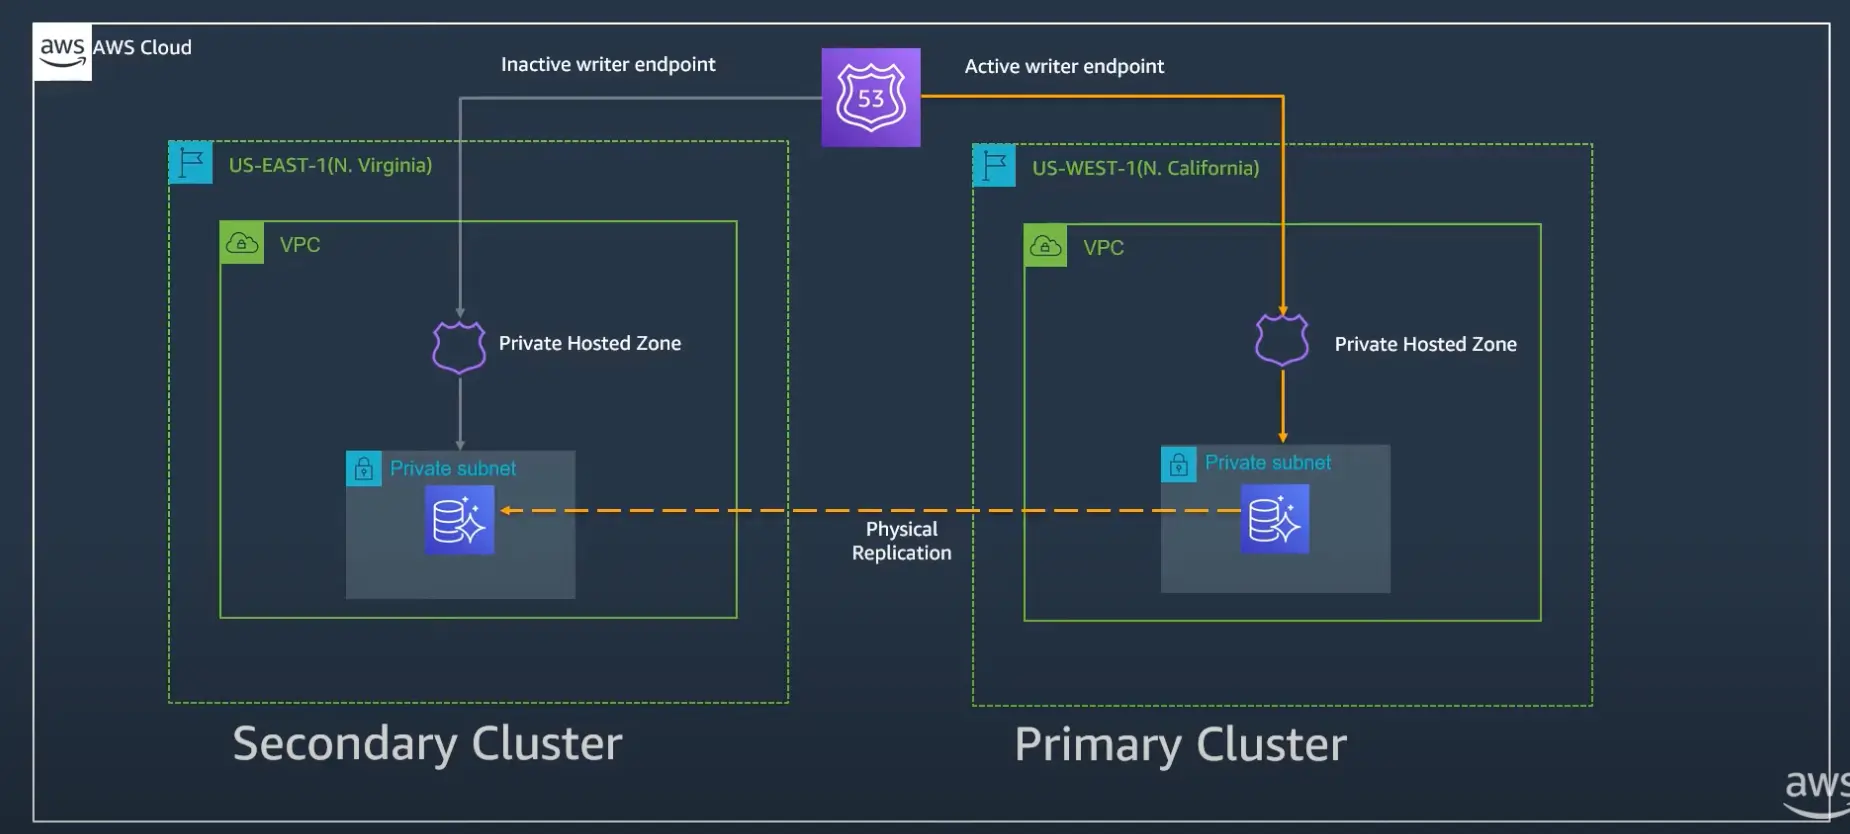 aws
AWS Cloud
Inactive writer endpoint
53
Active writer endpoint
US-EAST-1(N. Virginia)
US-WEST-1(N. California)
VPC
VPC
Private Hosted Zone
Private Hosted Zone
Private subnet
Private subnet
Physical
Replication
Secondary Cluster
Primary Cluster
aws